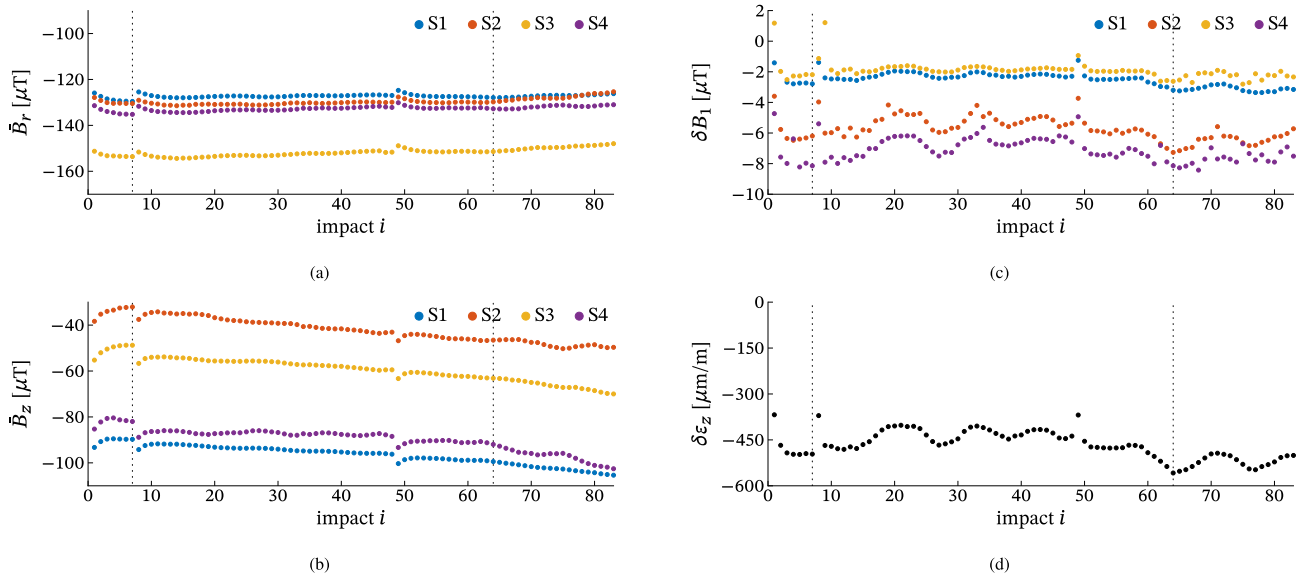 −100
−120
−140
−160
B̄r [μT]
S1 S2 S3 S4
0 10 20 30 40 50 60 70 80
impact i
(a)
2
0
−2
−4
−6
−8
−10
δB1 [μT]
S1 S2 S3 S4
0 10 20 30 40 50 60 70 80
impact i
(c)
−40
−60
−80
−100
B̄z [μT]
S1 S2 S3 S4
0 10 20 30 40 50 60 70 80
impact i
(b)
0
−150
−300
−450
−600
δεz [μm/m]
0 10 20 30 40 50 60 70 80
impact i
(d)